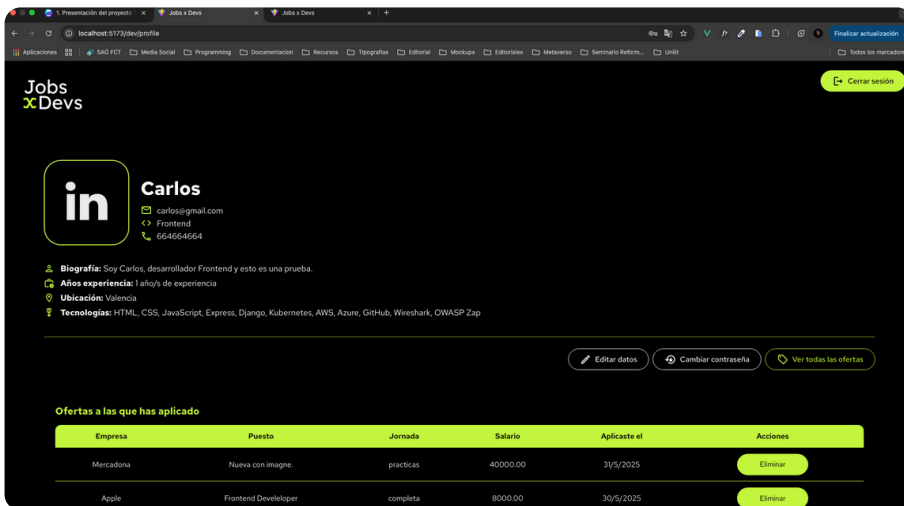 1. Presentación del proyecto
Jobs x Devs
Jobs x Devs
localhost:5173/dev/profile
Finalizar actualización
Aplicaciones
SAÓ FCT
Media Social
Programming
Documentacion
Recursos
Tipografias
Editorial
Mockups
Editoriales
Metaverso
Seminario Reform...
Unilit
Todos los marcadore
Jobs
xDevs
Cerrar sesión
in
Carlos
carlos@gmail.com
Frontend
664664664
Biografía: Soy Carlos, desarrollador Frontend y esto es una prueba.
Años experiencia: 1 año/s de experiencia
Ubicación: Valencia
Tecnologías: HTML, CSS, JavaScript, Express, Django, Kubernetes, AWS, Azure, GitHub, Wireshark, OWASP Zap
Editar datos
Cambiar contraseña
Ver todas las ofertas
Ofertas a las que has aplicado
Empresa Puesto Jornada Salario Aplicaste el Acciones
Mercadona Nueva con imagne. practicas 40000.00 31/5/2025 Eliminar
Apple Frontend Develeloper completa 8000.00 30/5/2025 Eliminar